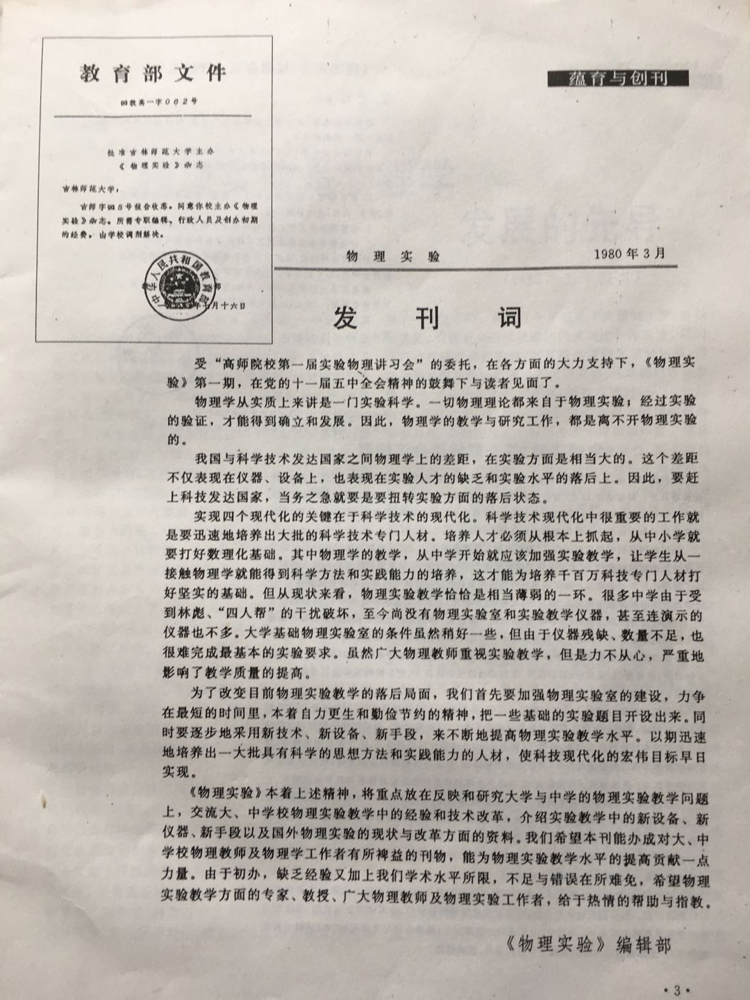 教育部文件
四教高一字062号
批准吉林师范大学主办
《物理实验》杂志
吉林师范大学:
吉师字四5号报告收悉。同意你校主办《物理
实验》杂志。所需专职编辑、行政人员及创办初期
的经费,由学校调剂解决。
中华人民共和国教育部
月十六日
蕴育与创刊
物理实验 1980年3月
发刊词
受“高师院校第一届实验物理讲习会”的委托,在各方面的大力支持下,《物理实
验》第一期,在党的十一届五中全会精神的鼓舞下与读者见面了。
物理学从实质上来讲是一门实验科学。一切物理理论都来自于物理实验;经过实验
的验证,才能得到确立和发展。因此,物理学的教学与研究工作,都是离不开物理实验
的。
我国与科学技术发达国家之间物理学上的差距,在实验方面是相当大的。这个差距
不仅表现在仪器、设备上,也表现在实验人才的缺乏和实验水平的落后上。因此,要赶
上科技发达国家,当务之急就要是要扭转实验方面的落后状态。
实现四个现代化的关键在于科学技术的现代化。科学技术现代化中很重要的工作就
是要迅速地培养出大批的科学技术专门人材。培养人才必须从根本上抓起,从中小学就
要打好数理化基础。其中物理学的教学,从中学开始就应该加强实验教学,让学生从一
接触物理学就能得到科学方法和实践能力的培养,这才能为培养千百万科技专门人材打
好坚实的基础。但从现状来看,物理实验教学恰恰是相当薄弱的一环。很多中学由于受
到林彪、“四人帮”的干扰破坏,至今尚没有物理实验室和实验教学仪器,甚至连演示的
仪器也不多。大学基础物理实验室的条件虽然稍好一些,但由于仪器残缺、数量不足,也
很难完成最基本的实验要求。虽然广大物理教师重视实验教学,但是力不从心,严重地
影响了教学质量的提高。
为了改变目前物理实验教学的落后局面,我们首先要加强物理实验室的建设,力争
在最短的时间里,本着自力更生和勤俭节约的精神,把一些基础的实验题目开设出来。同
时要逐步地采用新技术、新设备、新手段,来不断地提高物理实验教学水平。以期迅速
地培养出一大批具有科学的思想方法和实践能力的人材,使科技现代化的宏伟目标早日
实现。
《物理实验》本着上述精神,将重点放在反映和研究大学与中学的物理实验教学问题
上,交流大、中学校物理实验教学中的经验和技术改革,介绍实验教学中的新设备、新
仪器、新手段以及国外物理实验的现状与改革方面的资料。我们希望本刊能办成对大、中
学校物理教师及物理学工作者有所裨益的刊物,能为物理实验教学水平的提高贡献一点
力量。由于初办,缺乏经验又加上我们学术水平所限,不足与错误在所难免,希望物理
实验教学方面的专家、教授、广大物理教师及物理实验工作者,给于热情的帮助与指教。
《物理实验》编辑部
·3·